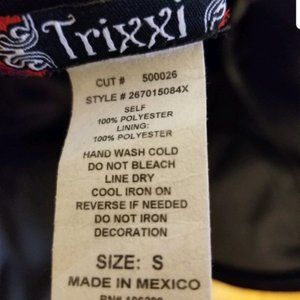 Trixxi
CUT # 500026
STYLE # 267015084X
SELF
100% POLYESTER
LINING:
100% POLYESTER
HAND WASH COLD
DO NOT BLEACH
LINE DRY
COOL IRON ON
REVERSE IF NEEDED
DO NOT IRON
DECORATION
SIZE: S
MADE IN MEXICO